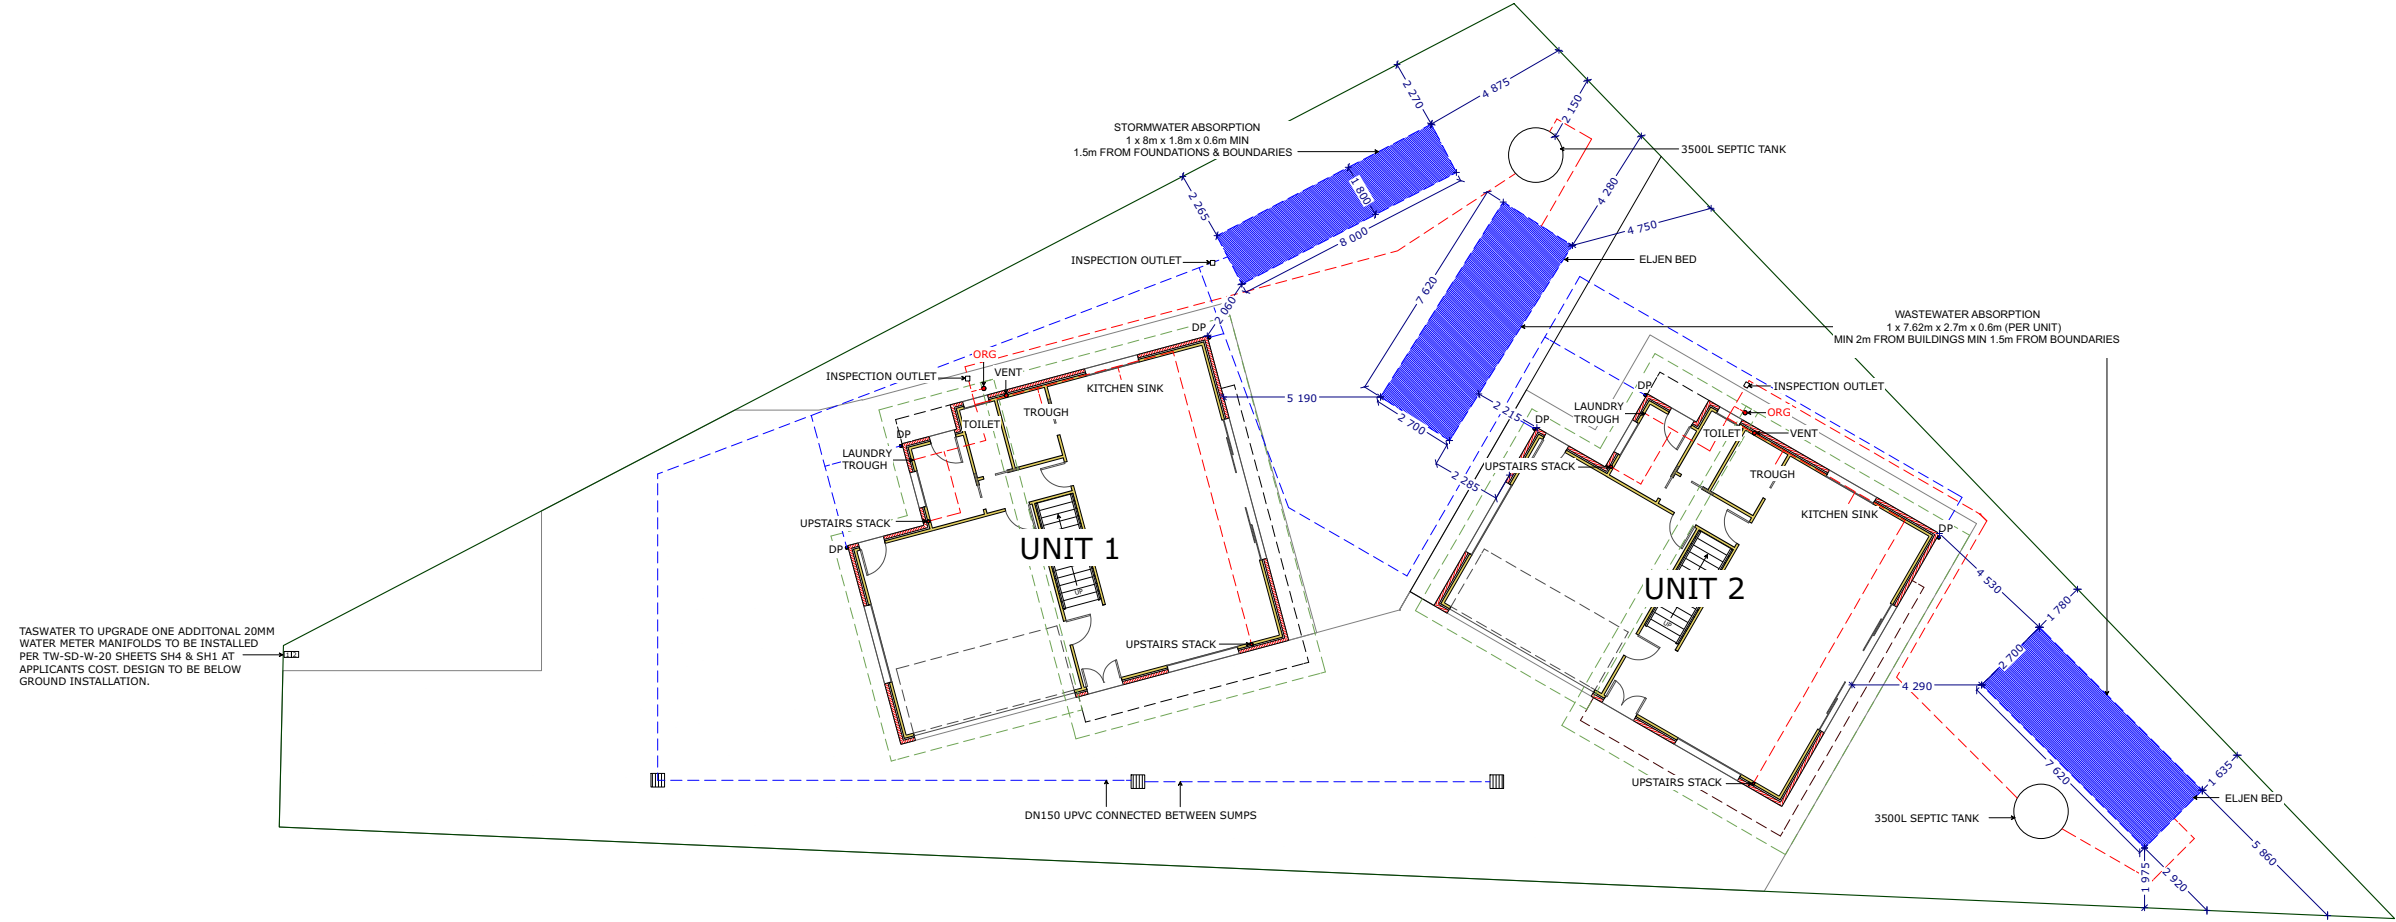 STORMWATER ABSORPTION
1 x 8m x 1.8m x 0.6m MIN
1.5m FROM FOUNDATIONS & BOUNDARIES
2 270
4 875
2 150
3500L SEPTIC TANK
2 265
1 800
8 000
4 280
4 750
INSPECTION OUTLET
ELJEN BED
7 620
2 060
WASTEWATER ABSORPTION
1 x 7.62m x 2.7m x 0.6m (PER UNIT)
MIN 2m FROM BUILDINGS MIN 1.5m FROM BOUNDARIES
DP
ORG
VENT
INSPECTION OUTLET
KITCHEN SINK
TROUGH
TOILET
5 190
2 700
2 215
2 285
DP
LAUNDRY
TROUGH
UPSTAIRS STACK
DP
UNIT 1
UP
UPSTAIRS STACK
DP
INSPECTION OUTLET
LAUNDRY
TROUGH
ORG
DP
TOILET
VENT
UPSTAIRS STACK
TROUGH
KITCHEN SINK
DP
UNIT 2
UP
4 530
1 780
2 700
4 290
7 620
1 635
UPSTAIRS STACK
ELJEN BED
3500L SEPTIC TANK
5 860
1 975
2 920
TASWATER TO UPGRADE ONE ADDITONAL 20MM
WATER METER MANIFOLDS TO BE INSTALLED
PER TW-SD-W-20 SHEETS SH4 & SH1 AT
APPLICANTS COST. DESIGN TO BE BELOW
GROUND INSTALLATION.
1 2
DN150 UPVC CONNECTED BETWEEN SUMPS